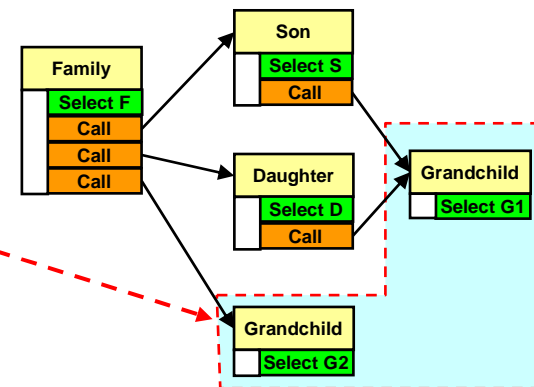 Family
Select F
Call
Call
Call
Son
Select S
Call
Daughter
Select D
Call
Grandchild
Select G1
Grandchild
Select G2